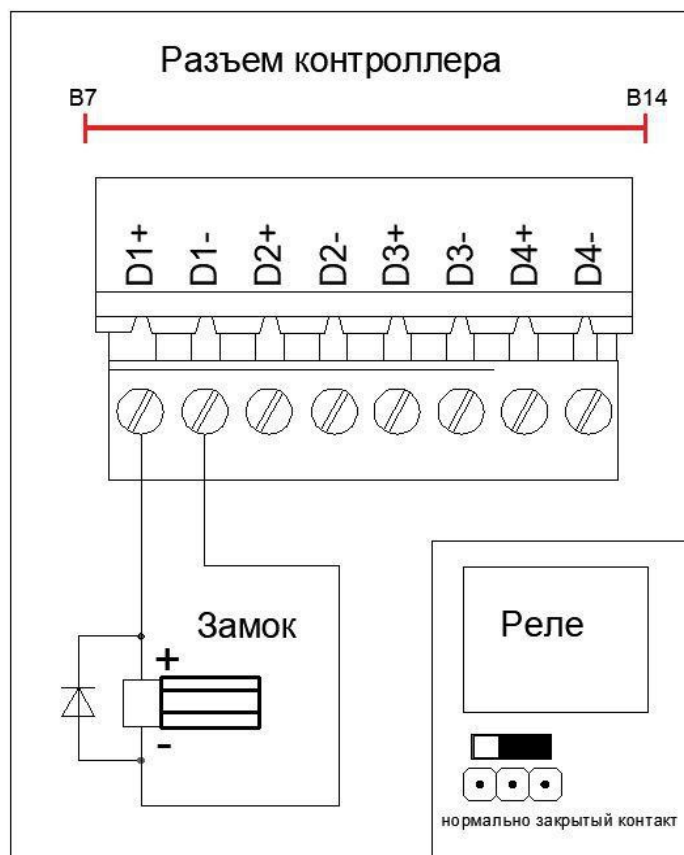 Разъем контроллера
B7
B14
D1+
D1-
D2+
D2-
D3+
D3-
D4+
D4-
Замок
+
-
Реле
нормально закрытый контакт